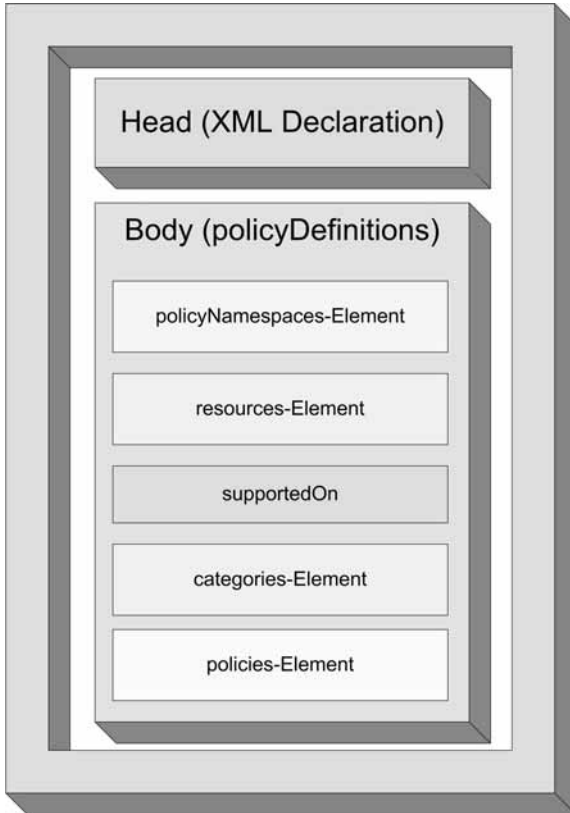 Head (XML Declaration)
Body (policyDefinitions)
policyNamespaces-Element
resources-Element
supportedOn
categories-Element
policies-Element